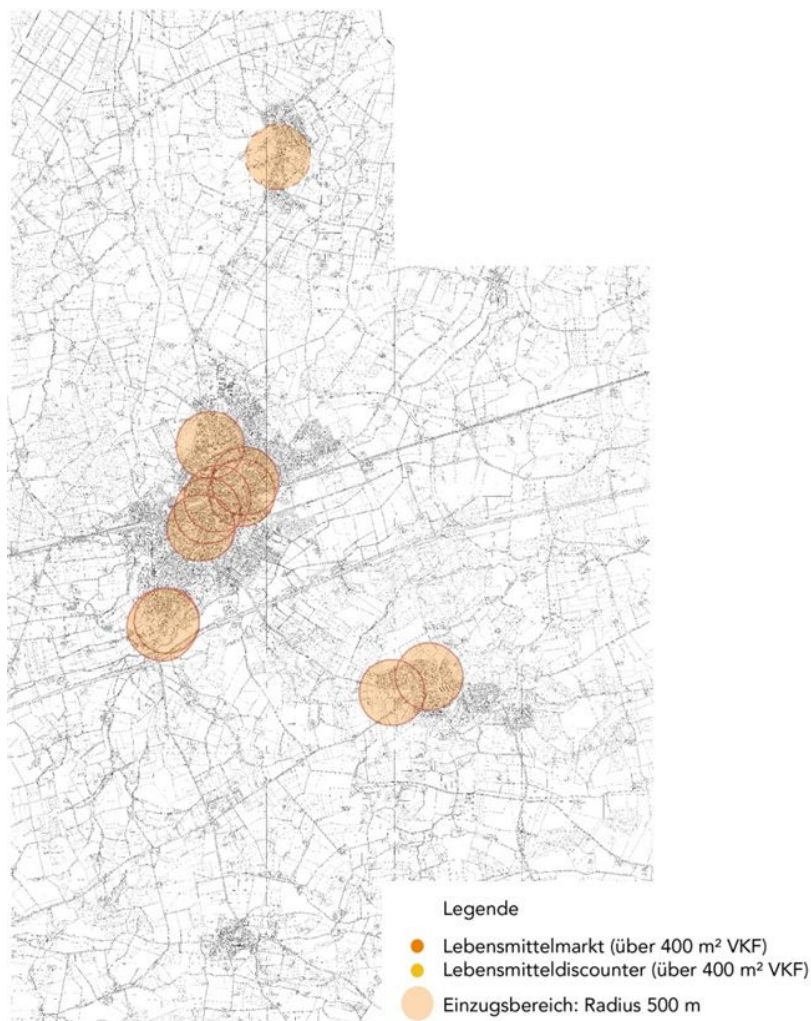 Legende
Lebensmittelmarkt (über 400 m² VKF)
Lebensmitteldiscounter (über 400 m² VKF)
Einzugsbereich: Radius 500 m